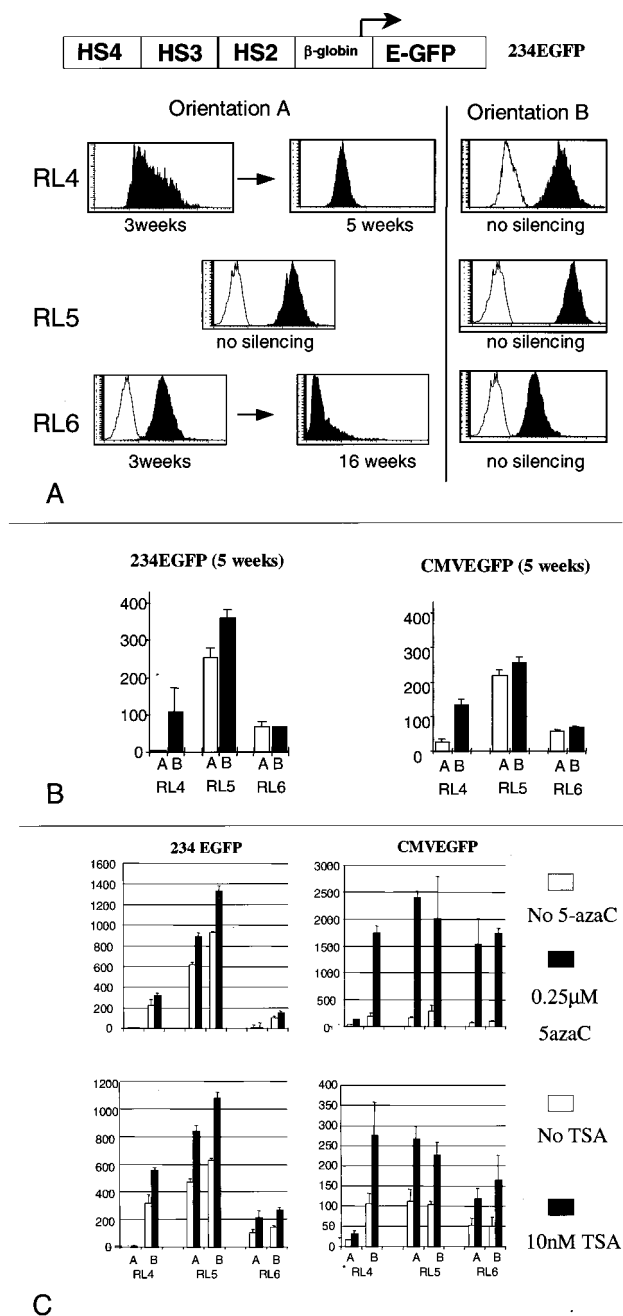 HS4 HS3 HS2 β-globin E-GFP 234EGFP
Orientation A Orientation B
RL4
3weeks 5 weeks no silencing
RL5
no silencing no silencing
RL6
3weeks 16 weeks no silencing
A
234EGFP (5 weeks) CMVEGFP (5 weeks)
400 400
300 300
200 200
100 100
0 0
A B A B A B A B A B A B
RL4 RL5 RL6 RL4 RL5 RL6
B
234 EGFP CMVEGFP
1600 3000
1400 2500
1200 2000
1000 1500
800 1000
600 500
400 0
200
0
No 5-azaC
0.25µM
5azaC
1200 400
1000 350
800 300
600 250
400 200
200 150
0 100
50
0
A B A B A B A B A B A B
RL4 RL5 RL6 RL4 RL5 RL6
No TSA
10nM TSA
C